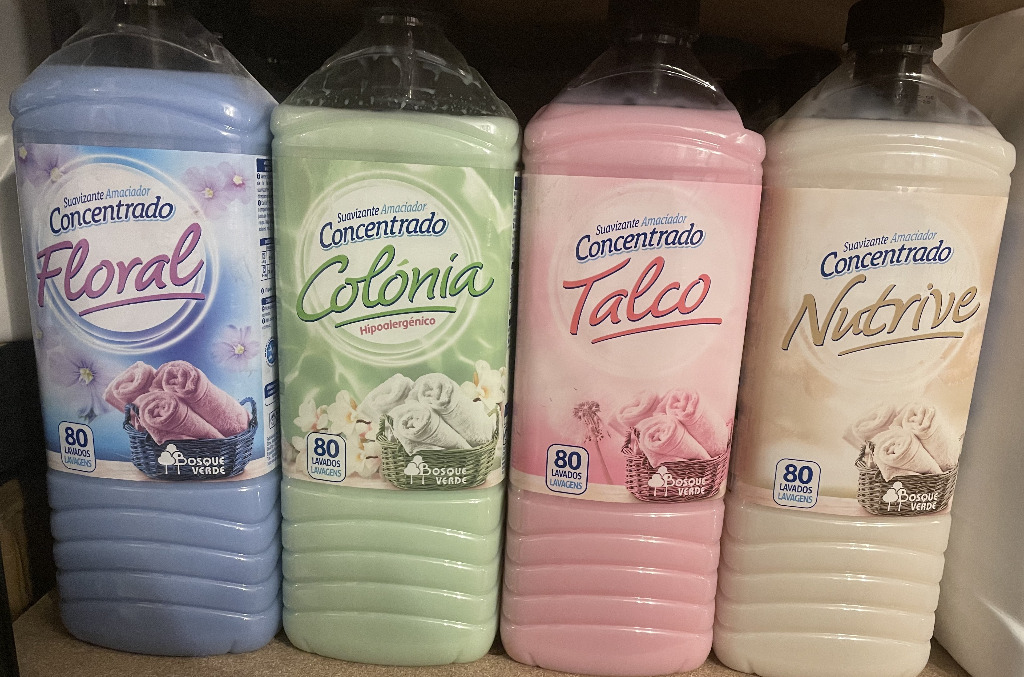 Suavizante Amaciador
Concentrado
Floral
80
LAVADOS
LAVAGENS
BOSQUE
VERDE
Suavizante Amaciador
Concentrado
Colónia
Hipoalergénico
80
LAVADOS
LAVAGENS
BOSQUE
VERDE
Suavizante Amaciador
Concentrado
Talco
80
LAVADOS
LAVAGENS
BOSQUE
VERDE
Suavizante Amaciador
Concentrado
Nutrive
80
LAVADOS
LAVAGENS
BOSQUE
VERDE